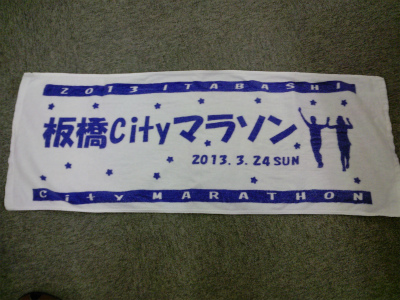 2013 ITABASHI
板橋Cityマラソン
2013.3.24 SUN
City MARATHON